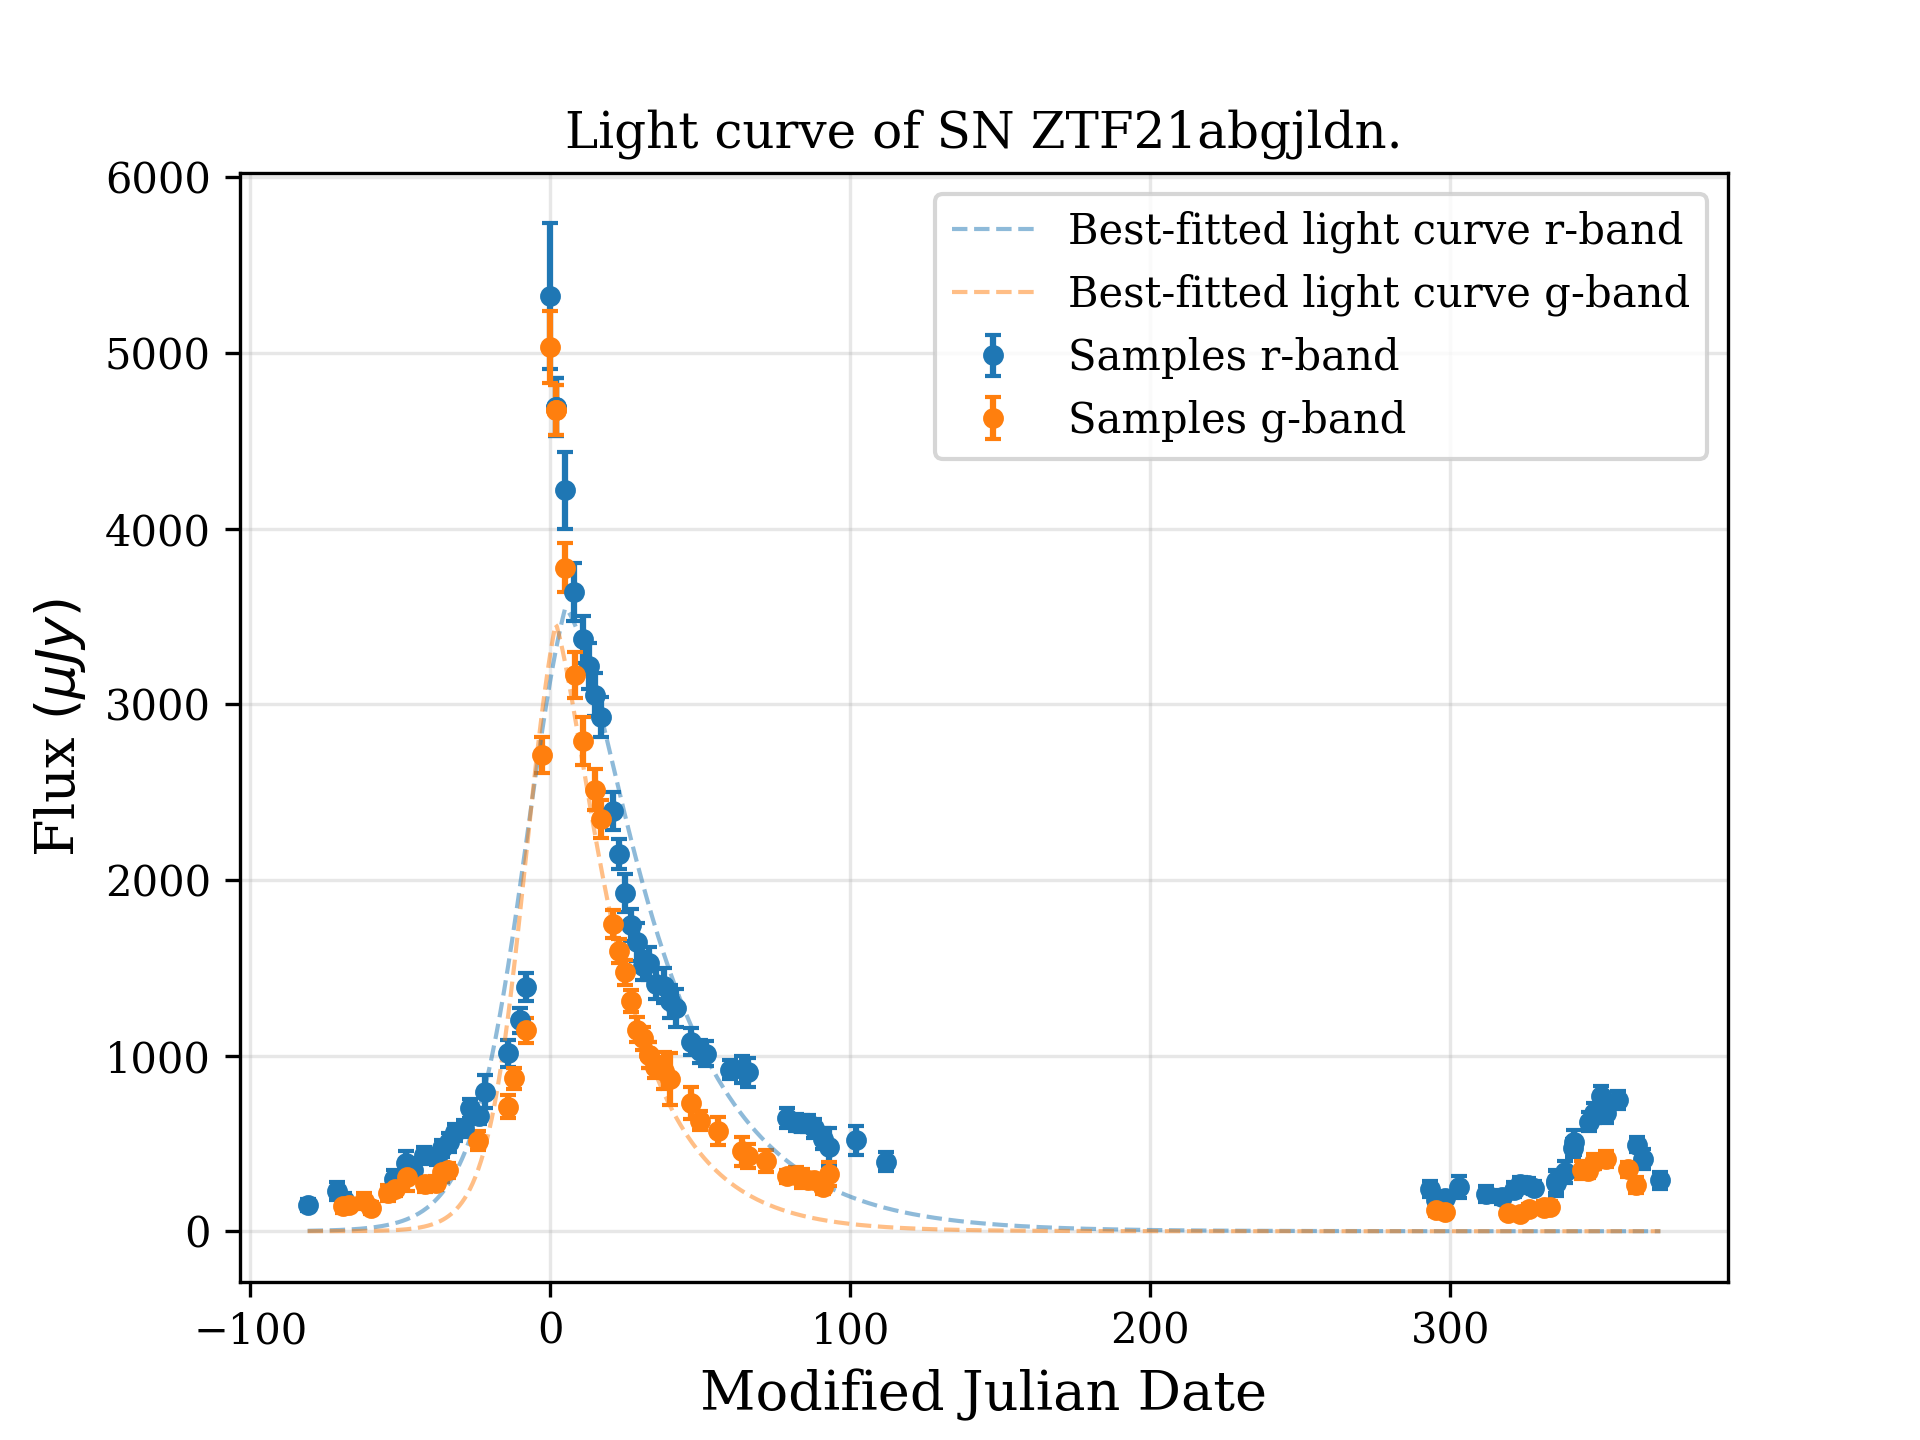 Light curve of SN ZTF21abgjldn.
6000
5000
4000
3000
2000
1000
0
Flux (μJy)
Best-fitted light curve r-band
Best-fitted light curve g-band
Samples r-band
Samples g-band
−100
0
100
200
300
Modified Julian Date